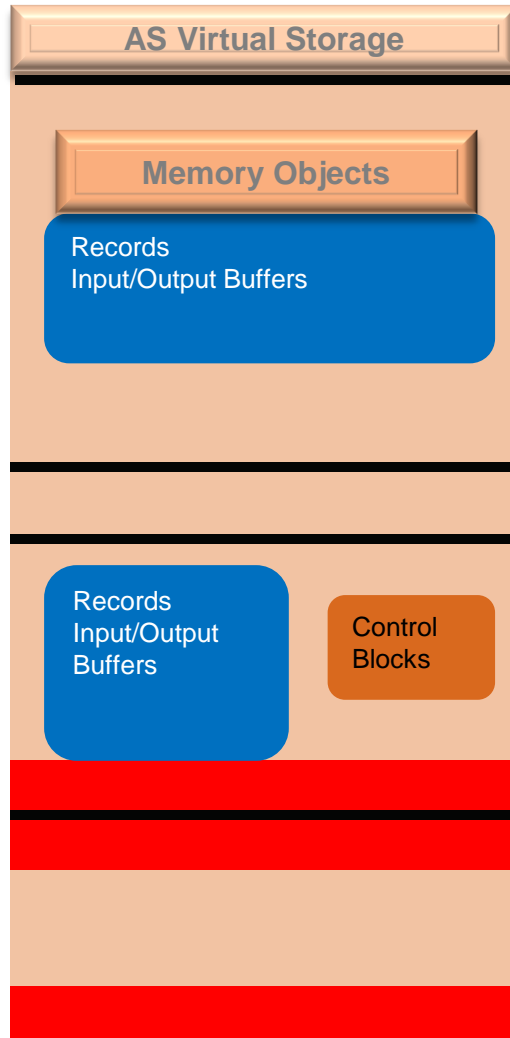 AS Virtual Storage
Memory Objects
Records
Input/Output Buffers
Records
Input/Output
Buffers
Control
Blocks